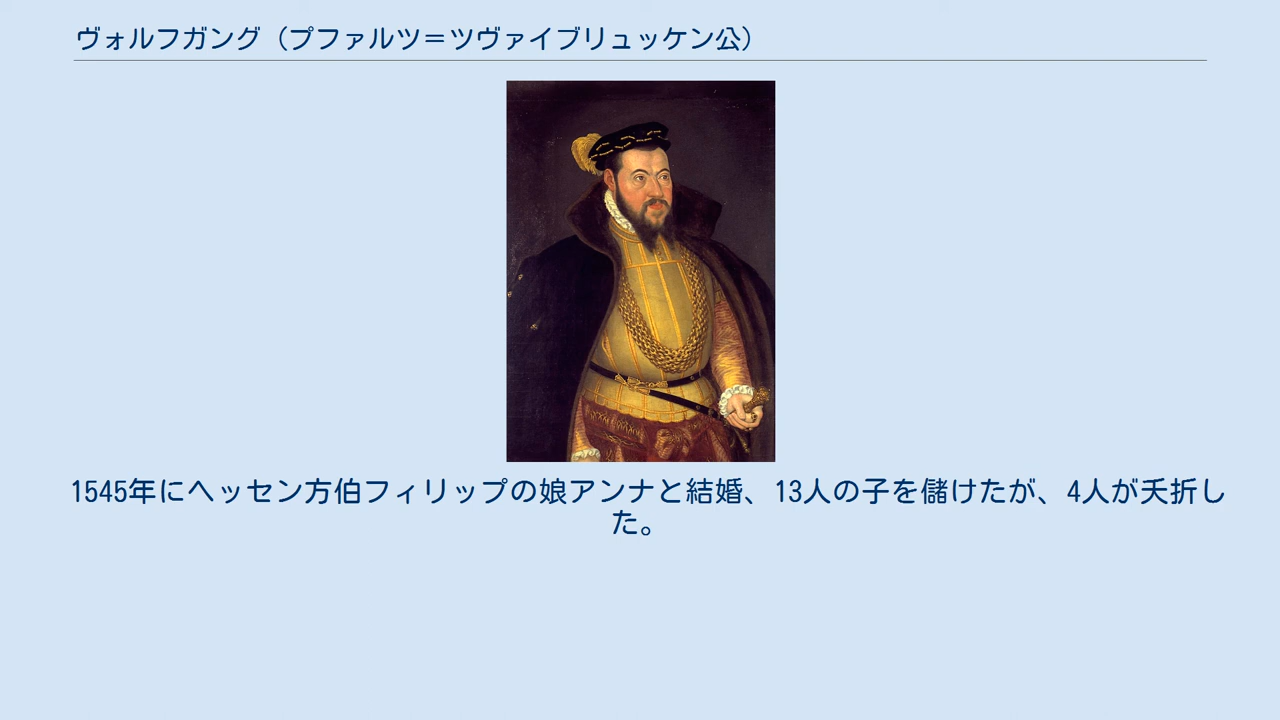 ヴォルフガング（プファルツ＝ツヴァイブリュッケン公）
1545年にヘッセン方伯フィリップの娘アンナと結婚、13人の子を儲けたが、4人が夭折し
た。